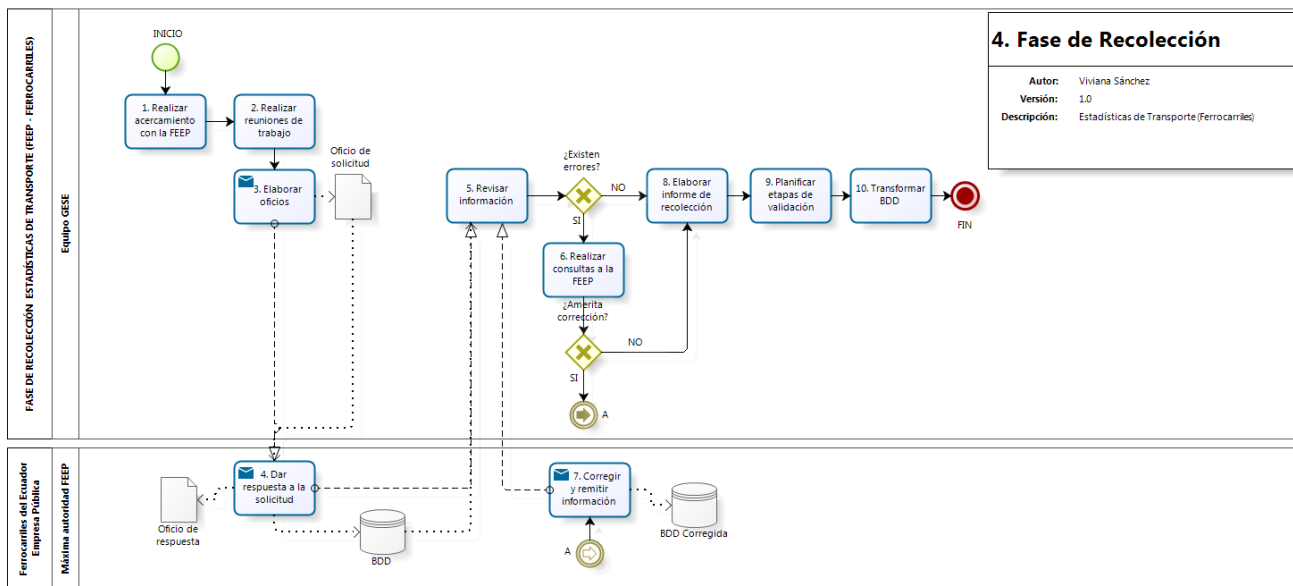 FASE DE RECOLECCIÓN ESTADÍSTICAS DE TRANSPORTE (FEEP - FERROCARRILES)
Equipo GESE
INICIO
1. Realizar
acercamiento
con la FEEP
2. Realizar
reuniones de
trabajo
3. Elaborar
oficios
Oficio de
solicitud
5. Revisar
información
¿Existen
errores?
NO
SI
6. Realizar
consultas a la
FEEP
¿Amerita
corrección?
NO
SI
A
8. Elaborar
informe de
recolección
9. Planificar
etapas de
validación
10. Transformar
BDD
FIN
4. Fase de Recolección
Autor: Viviana Sánchez
Versión: 1.0
Descripción: Estadísticas de Transporte (Ferrocarriles)
Ferrocarriles del Ecuador
Empresa Pública
Máxima autoridad FEEP
Oficio de
respuesta
4. Dar
respuesta a la
solicitud
BDD
7. Corregir
y remitir
información
A
BDD Corregida